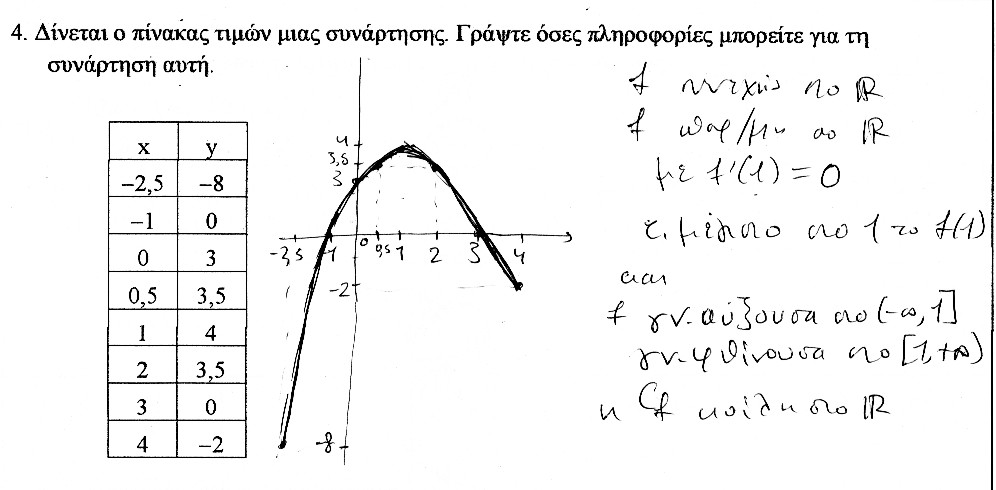 4. Δίνεται ο πίνακας τιμών μιας συνάρτησης. Γράψτε όσες πληροφορίες μπορείτε για τη
συνάρτηση αυτή.
x y
−2,5 −8
−1 0
0 3
0,5 3,5
1 4
2 3,5
3 0
4 −2
4
3,5
3
-2,5 -1 0 0,5 1 2 3 4
-2
-8
f συνεχής στο ℝ
f παρ/μη στο ℝ
με f'(1) = 0
τ. μέγιστο στο 1 το f(1)
και
f γν. αύξουσα στο (-∞, 1]
γν. φθίνουσα στο [1, +∞)
η Cf κοίλη στο ℝ